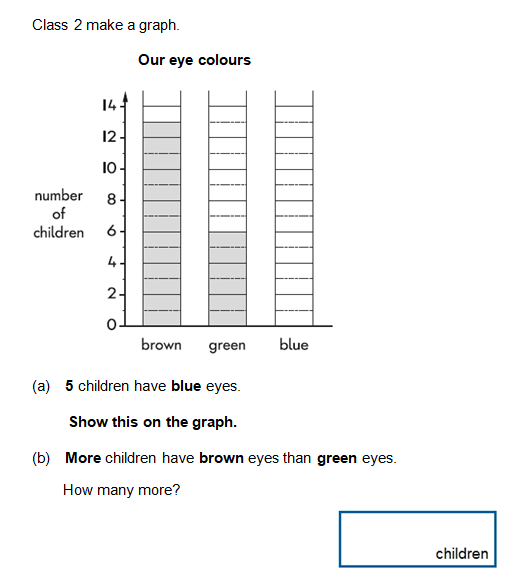 Class 2 make a graph.
Our eye colours
14
12
10
number 8
of
children 6
4
2
0
brown green blue
(a) 5 children have blue eyes.
Show this on the graph.
(b) More children have brown eyes than green eyes.
How many more?
children